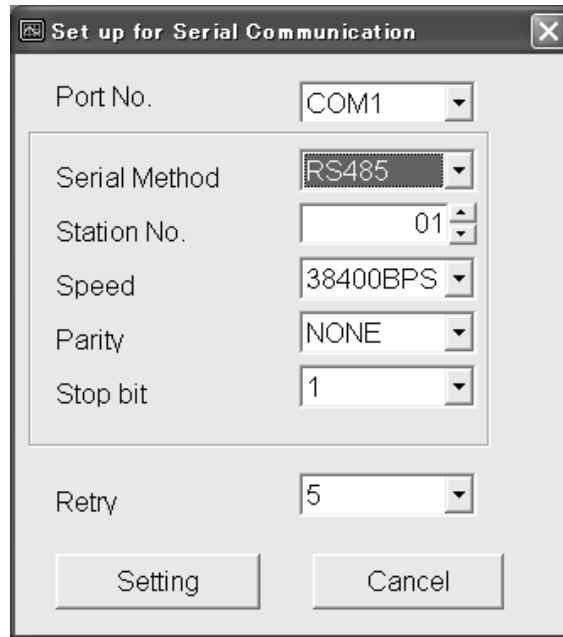 Set up for Serial Communication
Port No. COM1
Serial Method RS485
Station No. 01
Speed 38400BPS
Parity NONE
Stop bit 1
Retry 5
Setting Cancel